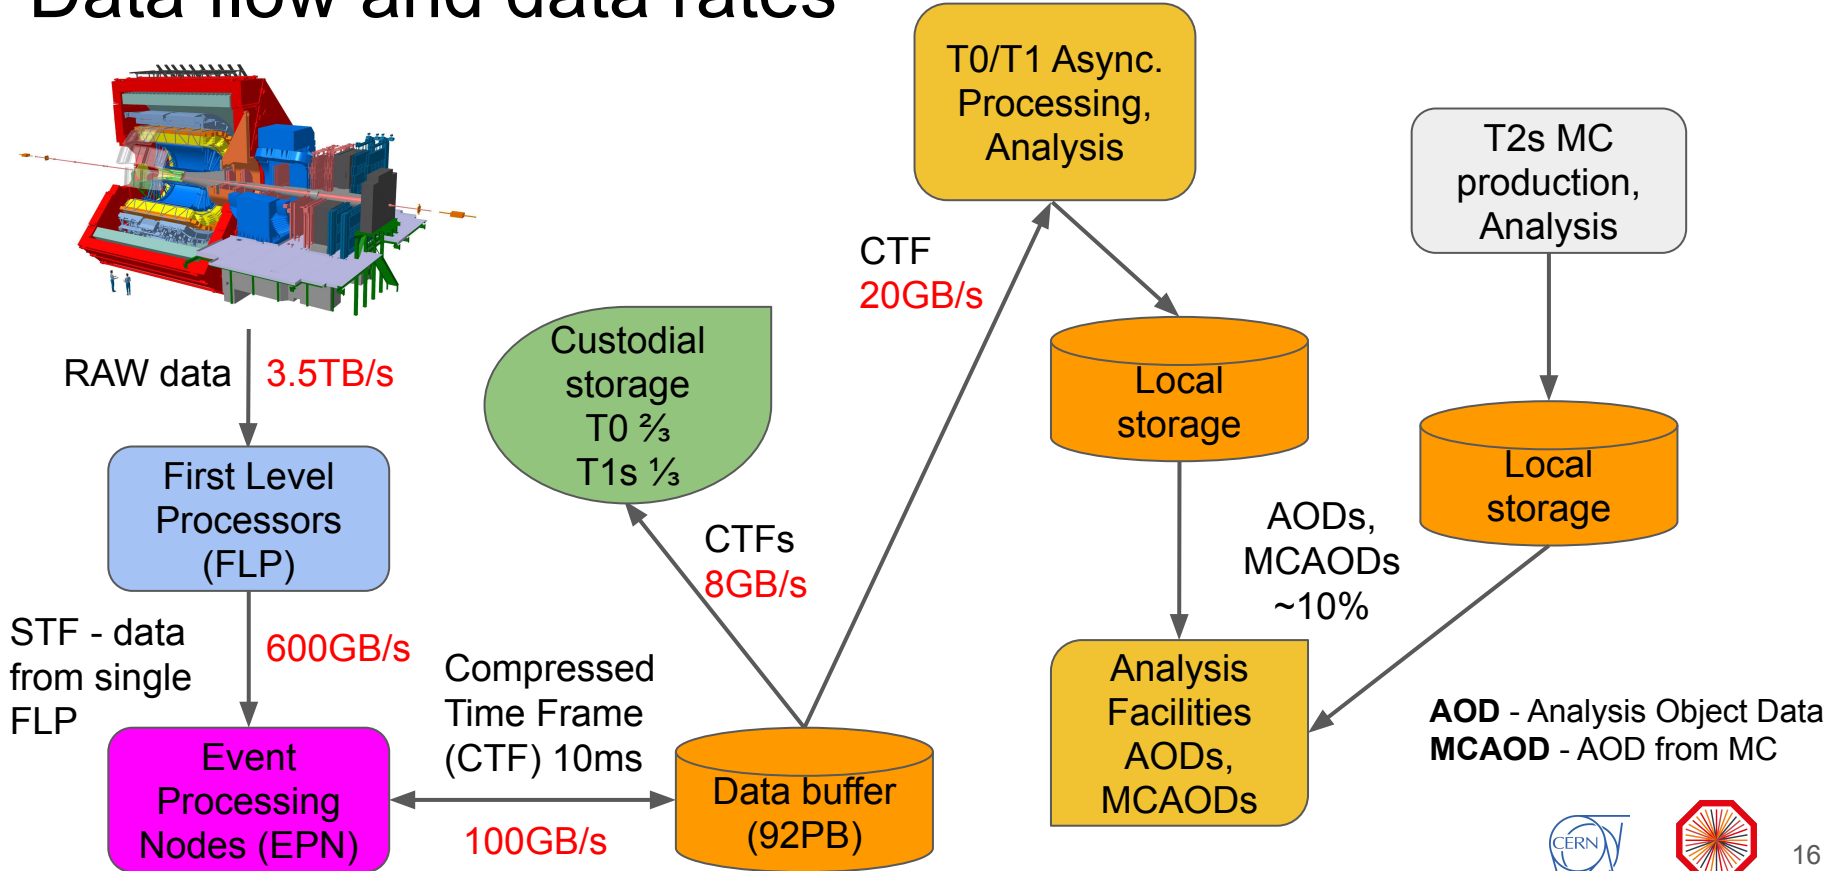 Data flow and data rates
T0/T1 Async.
Processing,
Analysis
T2s MC
production,
Analysis
CTF
20GB/s
Custodial
storage
T0 ⅔
T1s ⅓
RAW data
3.5TB/s
Local
storage
First Level
Processors
(FLP)
Local
storage
AODs,
MCAODs
~10%
CTFs
8GB/s
STF - data
from single
FLP
600GB/s
Compressed
Time Frame
(CTF) 10ms
Analysis
Facilities
AODs,
MCAODs
AOD - Analysis Object Data
MCAOD - AOD from MC
Event
Processing
Nodes (EPN)
100GB/s
Data buffer
(92PB)
CERN
16